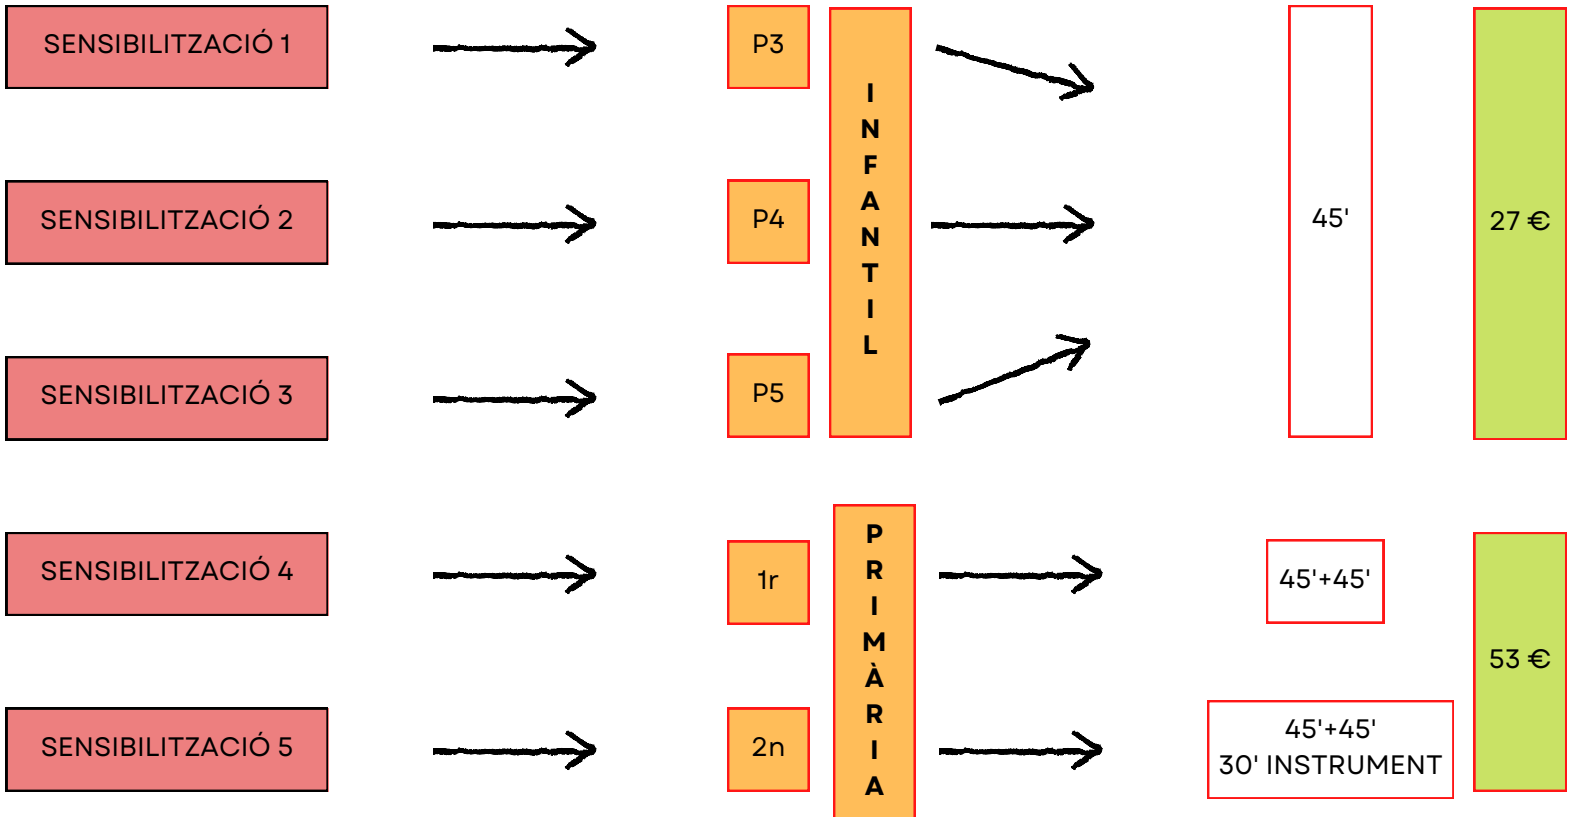 SENSIBILITZACIÓ 1
P3
SENSIBILITZACIÓ 2
P4
SENSIBILITZACIÓ 3
P5
INFANTIL
45'
27 €
SENSIBILITZACIÓ 4
1r
45'+45'
SENSIBILITZACIÓ 5
2n
PRIMÀRIA
45'+45'
30' INSTRUMENT
53 €